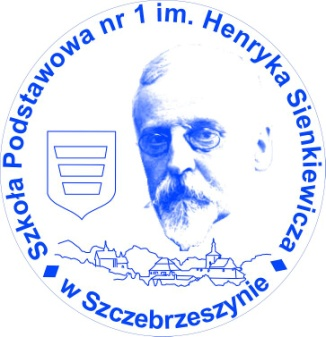 Szkoła Podstawowa nr 1 im. Henryka Sienkiewicza
w Szczebrzeszynie